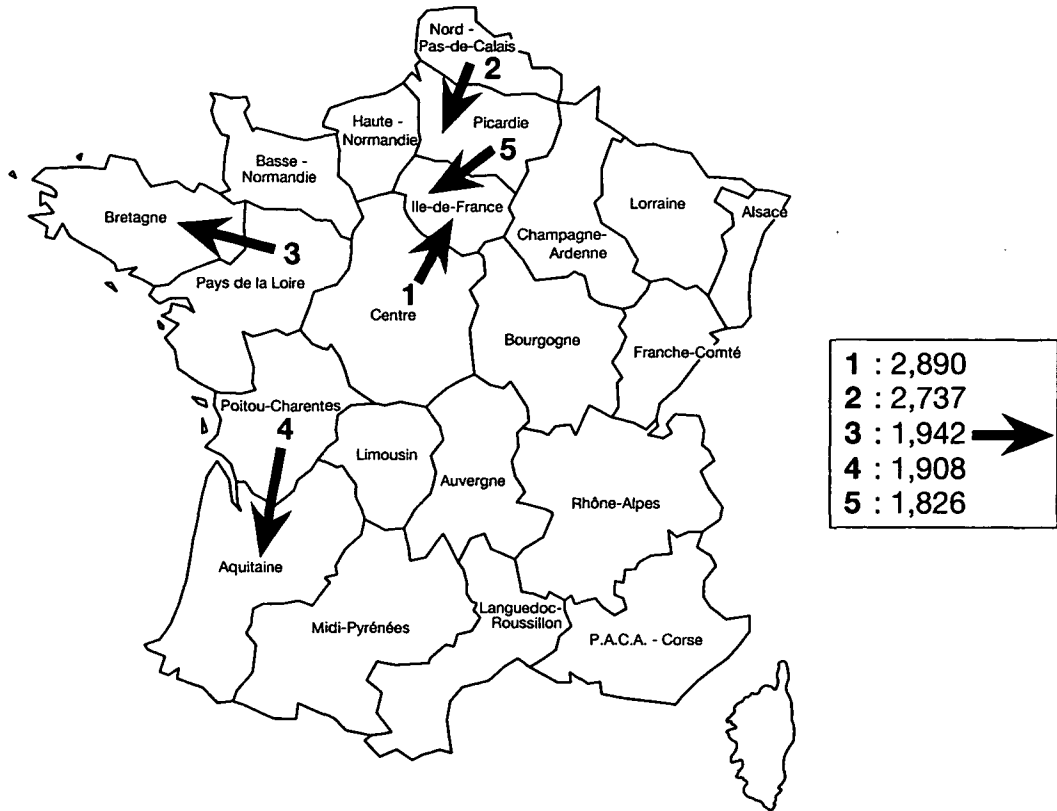 Nord -
Pas-de-Calais
2
Haute -
Normandie
Picardie
5
Basse -
Normandie
Ile-de-France
Lorraine
Alsace
Bretagne
3
Champagne-
Ardenne
Pays de la Loire
1
Centre
Bourgogne
Franche-Comté
Poitou-Charentes
4
Limousin
Auvergne
Rhône-Alpes
Aquitaine
Midi-Pyrénées
Languedoc-
Roussillon
P.A.C.A. - Corse
1 : 2,890
2 : 2,737
3 : 1,942
4 : 1,908
5 : 1,826